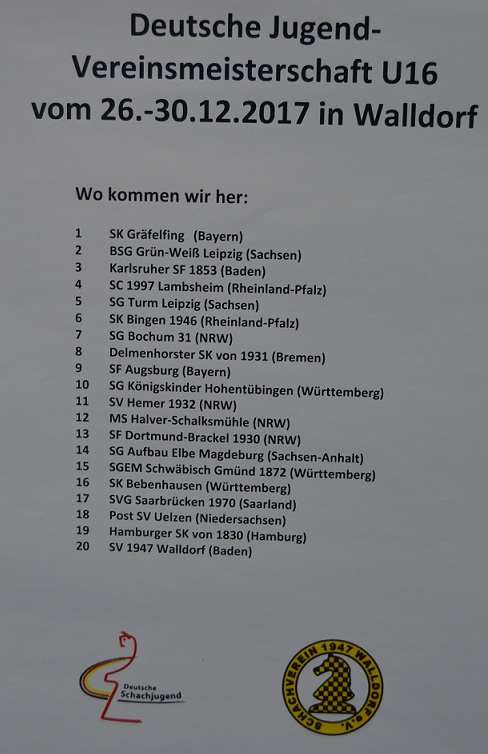 Deutsche Jugend-
Vereinsmeisterschaft U16
vom 26.-30.12.2017 in Walldorf
Wo kommen wir her:
1 SK Gräfelfing (Bayern)
2 BSG Grün-Weiß Leipzig (Sachsen)
3 Karlsruher SF 1853 (Baden)
4 SC 1997 Lambsheim (Rheinland-Pfalz)
5 SG Turm Leipzig (Sachsen)
6 SK Bingen 1946 (Rheinland-Pfalz)
7 SG Bochum 31 (NRW)
8 Delmenhorster SK von 1931 (Bremen)
9 SF Augsburg (Bayern)
10 SG Königskinder Hohentübingen (Württemberg)
11 SV Hemer 1932 (NRW)
12 MS Halver-Schalksmühle (NRW)
13 SF Dortmund-Brackel 1930 (NRW)
14 SG Aufbau Elbe Magdeburg (Sachsen-Anhalt)
15 SGEM Schwäbisch Gmünd 1872 (Württemberg)
16 SK Bebenhausen (Württemberg)
17 SVG Saarbrücken 1970 (Saarland)
18 Post SV Uelzen (Niedersachsen)
19 Hamburger SK von 1830 (Hamburg)
20 SV 1947 Walldorf (Baden)
Deutsche
Schachjugend
SCHACHVEREIN 1947 WALLDORF e.V.